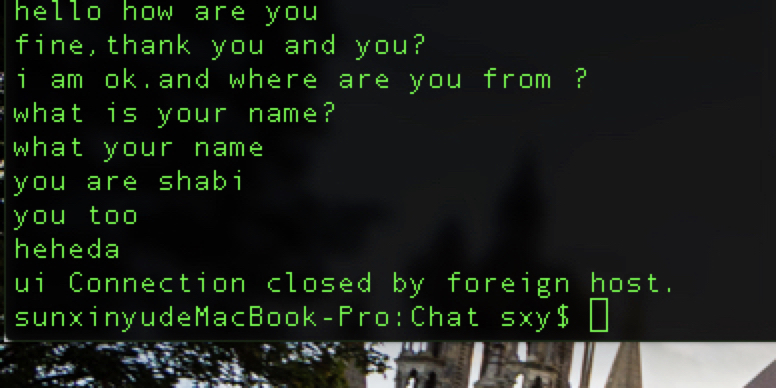 hello how are you
fine,thank you and you?
i am ok.and where are you from ?
what is your name?
what your name
you are shabi
you too
heheda
ui Connection closed by foreign host.
sunxinyudeMacBook-Pro:Chat sxy$